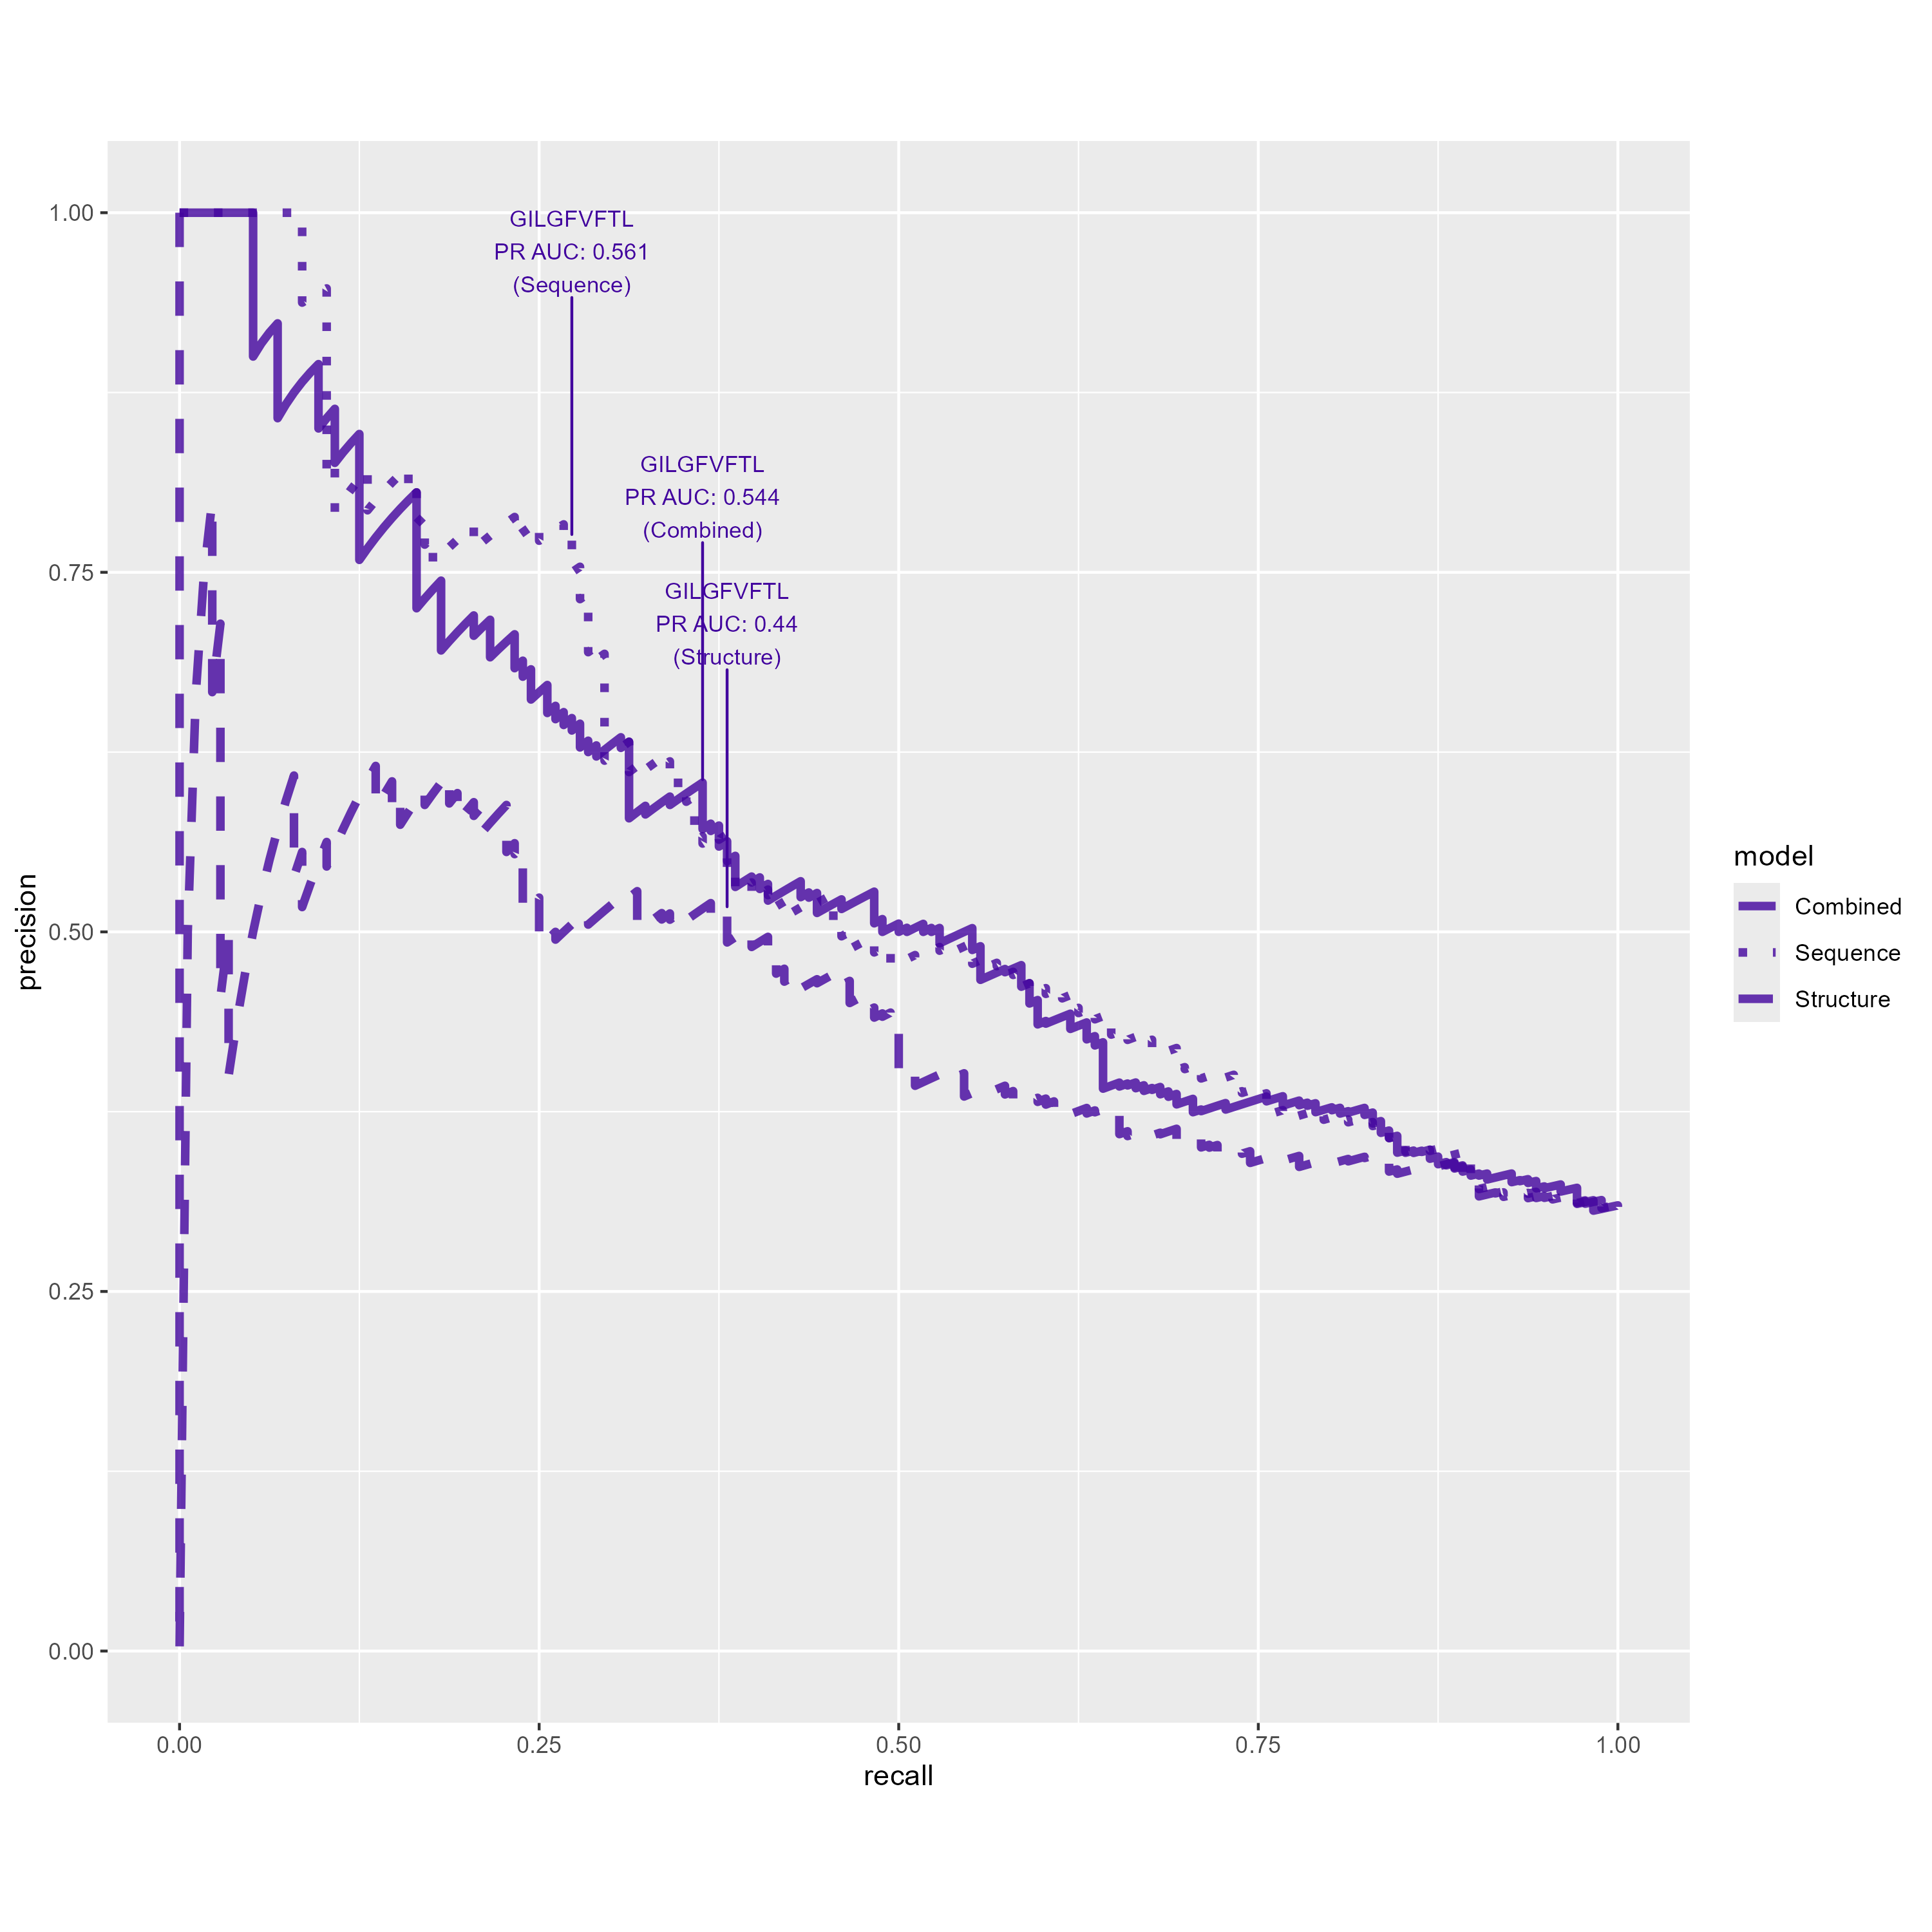 1.00
0.75
0.50
0.25
0.00
precision
GILGFVFTL
PR AUC: 0.561
(Sequence)
GILGFVFTL
PR AUC: 0.544
(Combined)
GILGFVFTL
PR AUC: 0.44
(Structure)
0.00
0.25
0.50
0.75
1.00
recall
model
Combined
Sequence
Structure